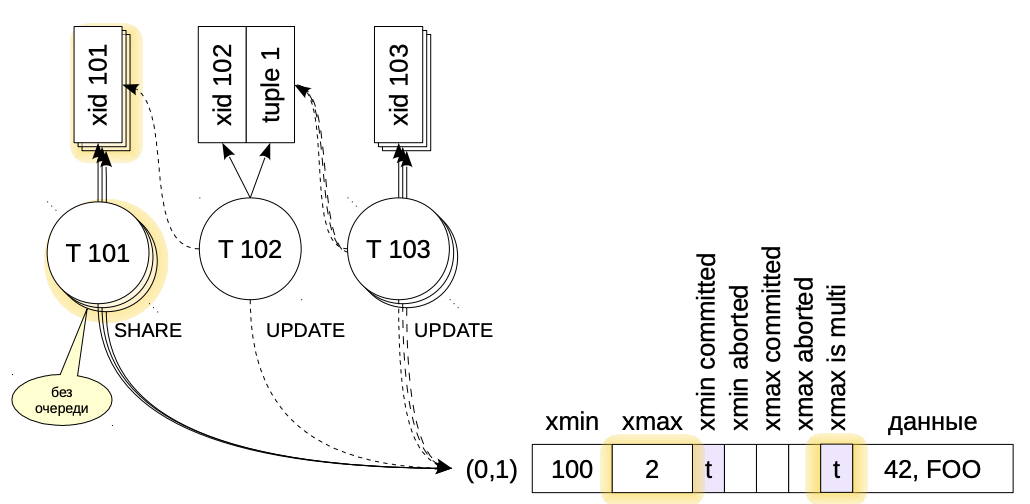 xid 101
xid 102
tuple 1
xid 103
T 101
T 102
T 103
SHARE
UPDATE
UPDATE
без
очереди
xmin
xmax
xmin committed
xmin aborted
xmax committed
xmax aborted
xmax is multi
данные
(0,1)
100
2
t
t
42, FOO